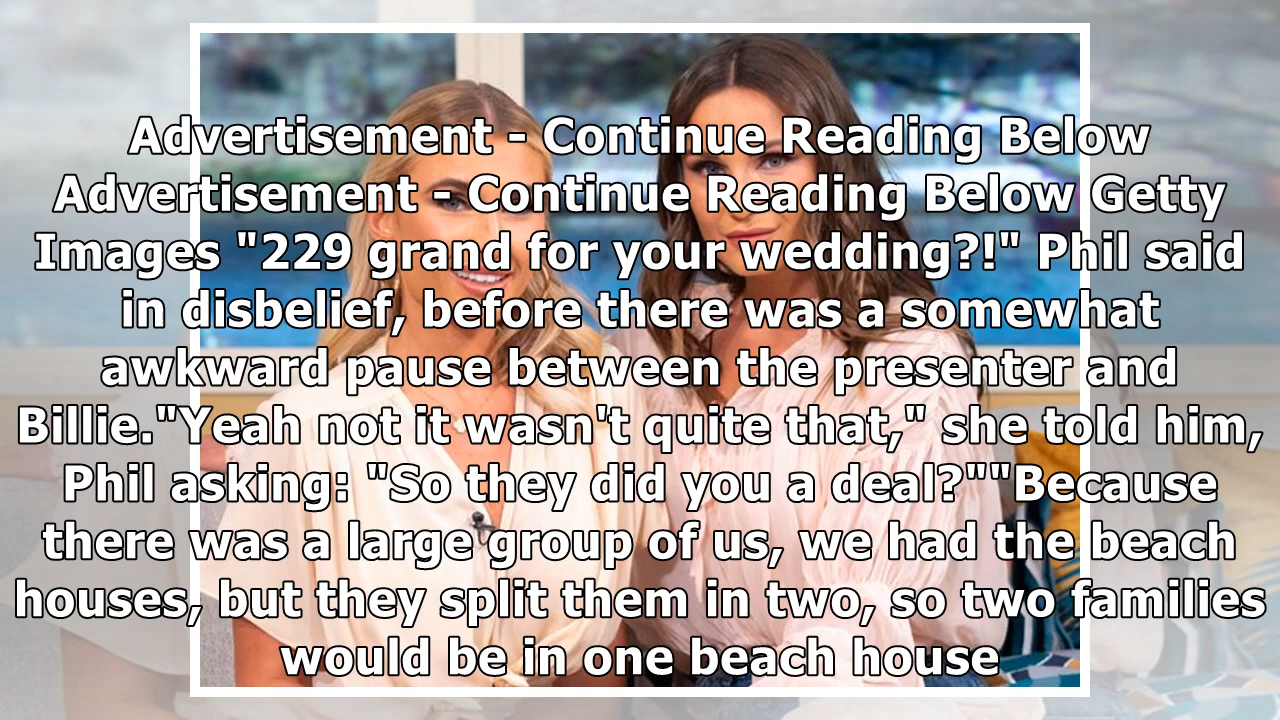 Advertisement - Continue Reading Below
Advertisement - Continue Reading Below Getty
Images "229 grand for your wedding?!" Phil said
in disbelief, before there was a somewhat
awkward pause between the presenter and
Billie."Yeah not it wasn't quite that," she told him,
Phil asking: "So they did you a deal?""Because
there was a large group of us, we had the beach
houses, but they split them in two, so two families
would be in one beach house